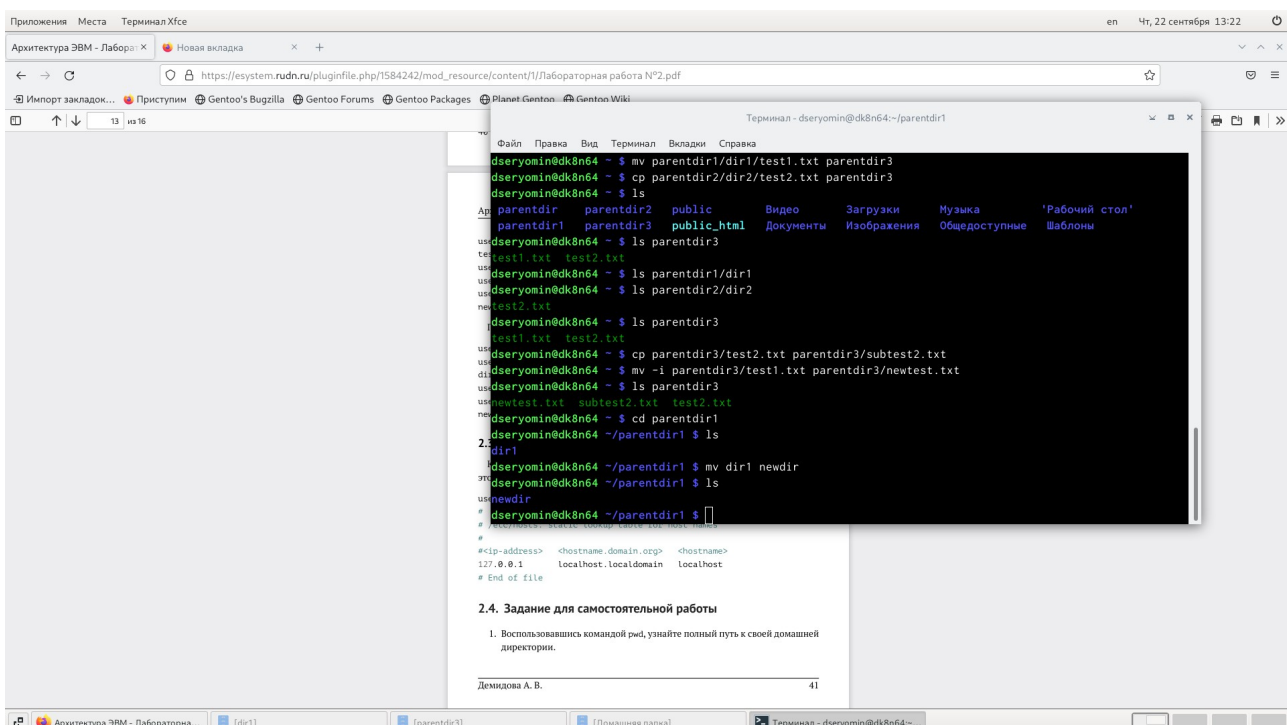 Приложения Места Терминал Xfce en Чт, 22 сентября 13:22
Архитектура ЭВМ - Лаборат × Новая вкладка × +
https://esystem.rudn.ru/pluginfile.php/1584242/mod_resource/content/1/Лабораторная работа №2.pdf
Импорт закладок... Приступим Gentoo's Bugzilla Gentoo Forums Gentoo Packages Planet Gentoo Gentoo Wiki
13 из 16
Терминал - dseryomin@dk8n64:~/parentdir1
Файл Правка Вид Терминал Вкладки Справка
dseryomin@dk8n64 ~ $ mv parentdir1/dir1/test1.txt parentdir3
dseryomin@dk8n64 ~ $ cp parentdir2/dir2/test2.txt parentdir3
dseryomin@dk8n64 ~ $ ls
parentdir parentdir2 public Видео Загрузки Музыка 'Рабочий стол'
parentdir1 parentdir3 public_html Документы Изображения Общедоступные Шаблоны
dseryomin@dk8n64 ~ $ ls parentdir3
test1.txt test2.txt
dseryomin@dk8n64 ~ $ ls parentdir1/dir1
dseryomin@dk8n64 ~ $ ls parentdir2/dir2
test2.txt
dseryomin@dk8n64 ~ $ ls parentdir3
test1.txt test2.txt
dseryomin@dk8n64 ~ $ cp parentdir3/test2.txt parentdir3/subtest2.txt
dseryomin@dk8n64 ~ $ mv -i parentdir3/test1.txt parentdir3/newtest.txt
dseryomin@dk8n64 ~ $ ls parentdir3
newtest.txt subtest2.txt test2.txt
dseryomin@dk8n64 ~ $ cd parentdir1
dseryomin@dk8n64 ~/parentdir1 $ ls
dir1
dseryomin@dk8n64 ~/parentdir1 $ mv dir1 newdir
dseryomin@dk8n64 ~/parentdir1 $ ls
newdir
dseryomin@dk8n64 ~/parentdir1 $
# /etc/hosts: static lookup table for host names
#
#<ip-address> <hostname.domain.org> <hostname>
127.0.0.1 localhost.localdomain localhost
# End of file
2.4. Задание для самостоятельной работы
1. Воспользовавшись командой pwd, узнайте полный путь к своей домашней
директории.
Демидова А. В. 41
Архитектура ЭВМ - Лабораторна... [dir1] [parentdir3] [Домашняя папка] Терминал - dseryomin@dk8n64:~...